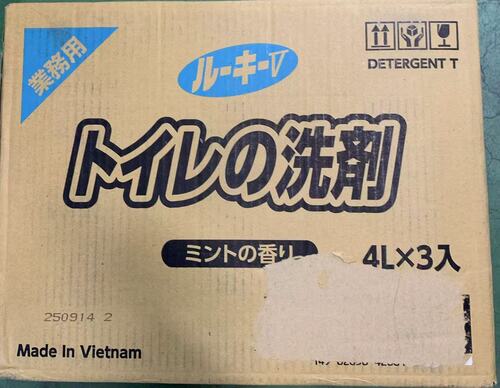 業務用
ルーキーV
DETERGENT T
トイレの洗剤
ミントの香り
4L×3入
250914 2
Made In Vietnam